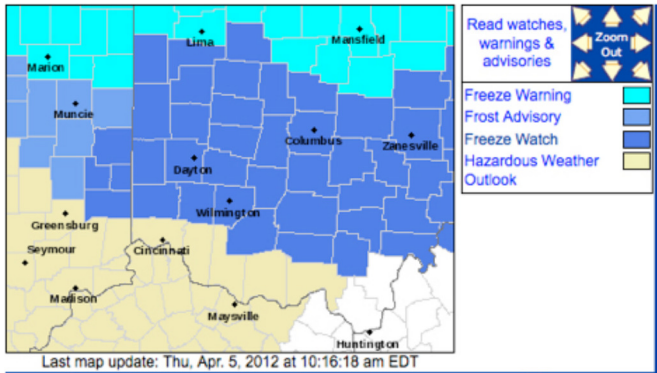 Lima
Mansfield
Marion
Muncie
Columbus
Zanesville
Dayton
Wilmington
Greensburg
Seymour
Cincinnati
Madison
Maysville
Huntington
Last map update: Thu, Apr. 5, 2012 at 10:16:18 am EDT
Read watches,
warnings &
advisories
Zoom
Out
Freeze Warning
Frost Advisory
Freeze Watch
Hazardous Weather
Outlook